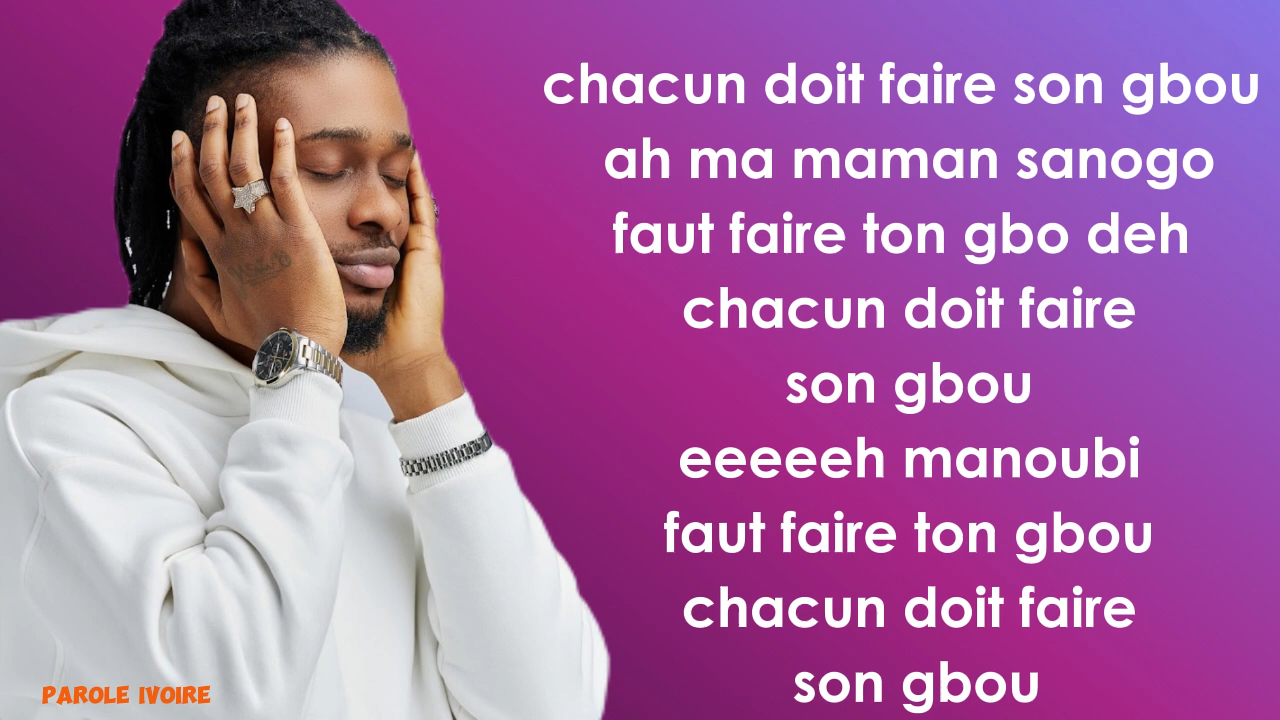 chacun doit faire son gbou
ah ma maman sanogo
faut faire ton gbo deh
chacun doit faire
son gbou
eeeeeh manoubi
faut faire ton gbou
chacun doit faire
son gbou
PAROLE IVOIRE